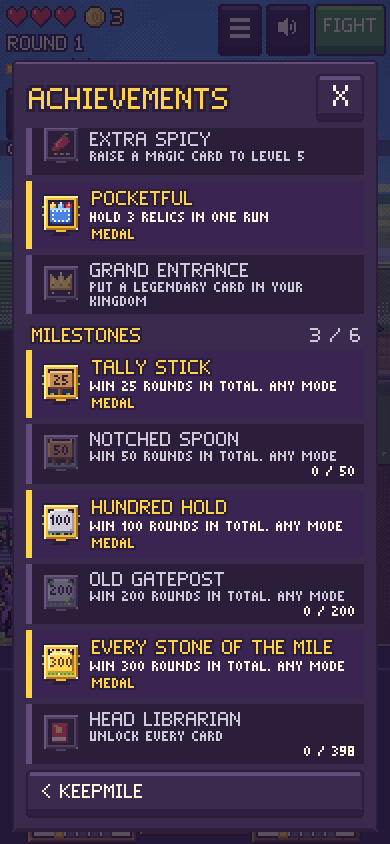 3
ROUND 1
FIGHT
ACHIEVEMENTS
X
EXTRA SPICY
RAISE A MAGIC CARD TO LEVEL 5
POCKETFUL
HOLD 3 RELICS IN ONE RUN
MEDAL
GRAND ENTRANCE
PUT A LEGENDARY CARD IN YOUR
KINGDOM
MILESTONES 3 / 6
25
TALLY STICK
WIN 25 ROUNDS IN TOTAL. ANY MODE
MEDAL
50
NOTCHED SPOON
WIN 50 ROUNDS IN TOTAL. ANY MODE
0 / 50
100
HUNDRED HOLD
WIN 100 ROUNDS IN TOTAL. ANY MODE
MEDAL
200
OLD GATEPOST
WIN 200 ROUNDS IN TOTAL. ANY MODE
0 / 200
300
EVERY STONE OF THE MILE
WIN 300 ROUNDS IN TOTAL. ANY MODE
MEDAL
HEAD LIBRARIAN
UNLOCK EVERY CARD
0 / 398
< KEEPMILE